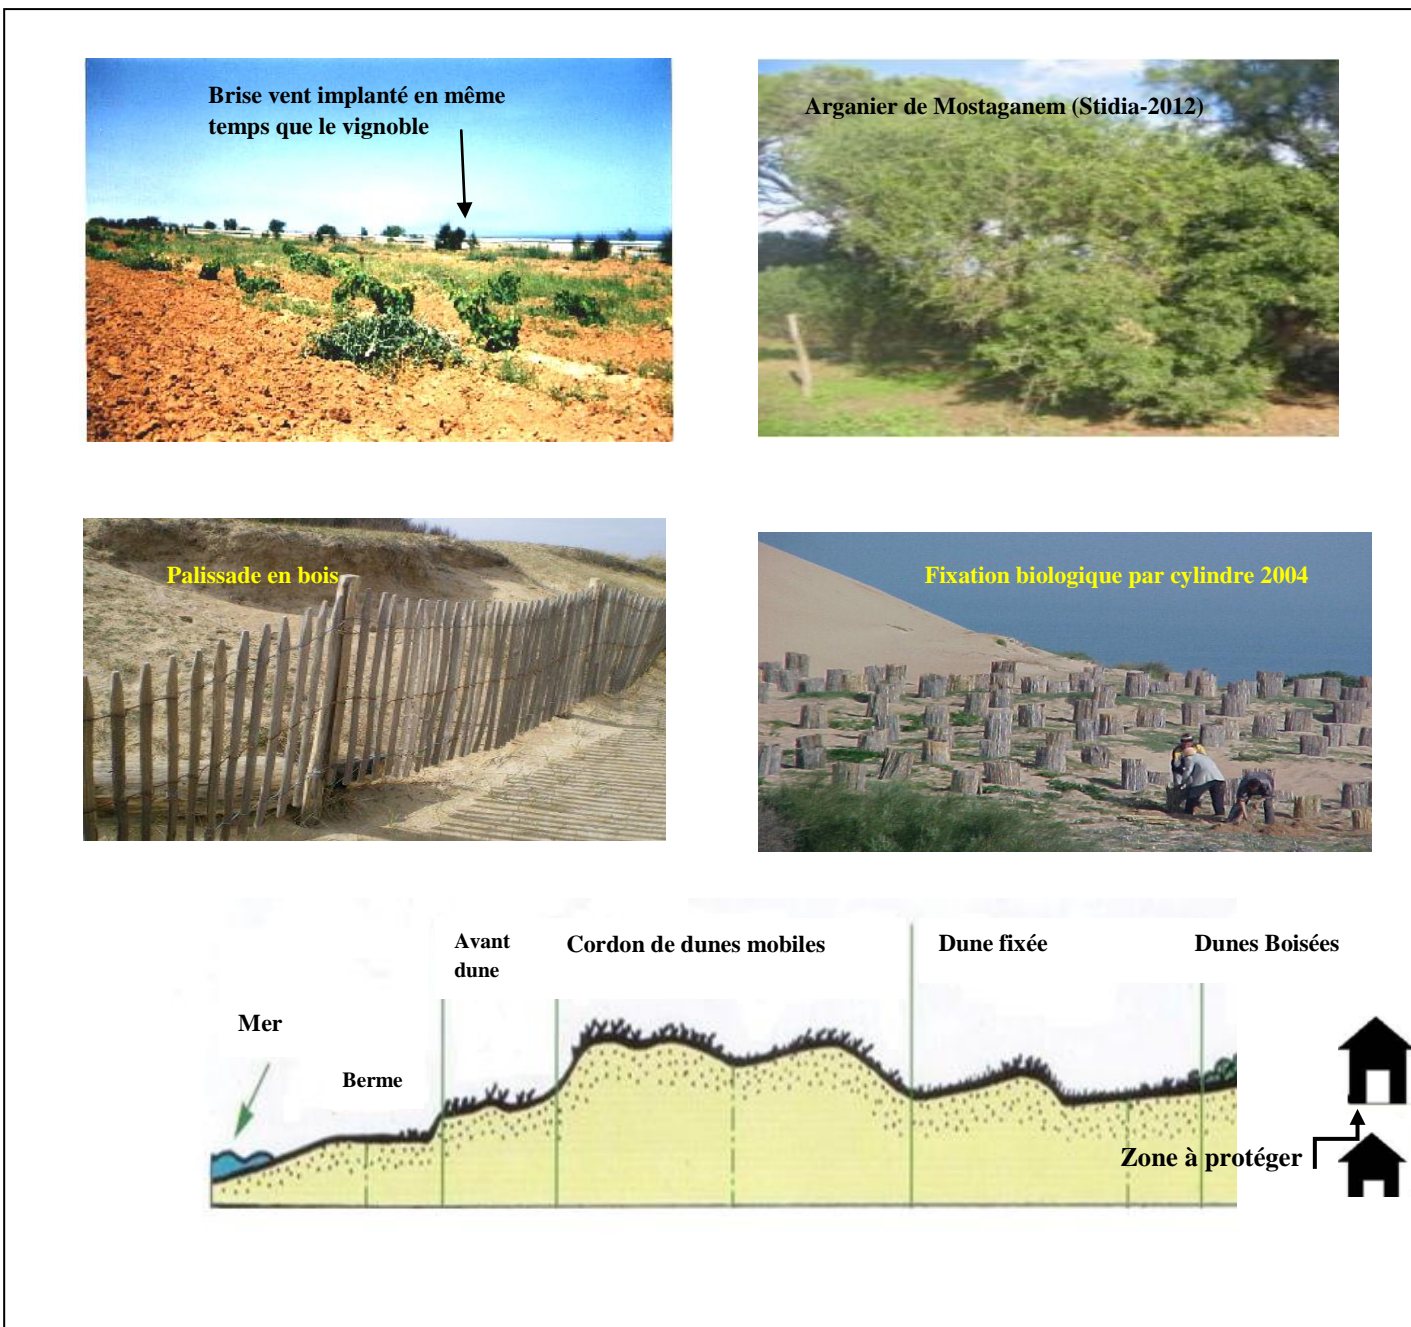 Brise vent implanté en même
temps que le vignoble
Arganier de Mostaganem (Stidia-2012)
Palissade en bois
Fixation biologique par cylindre 2004
Avant
dune
Cordon de dunes mobiles
Dune fixée
Dunes Boisées
Mer
Berme
Zone à protéger